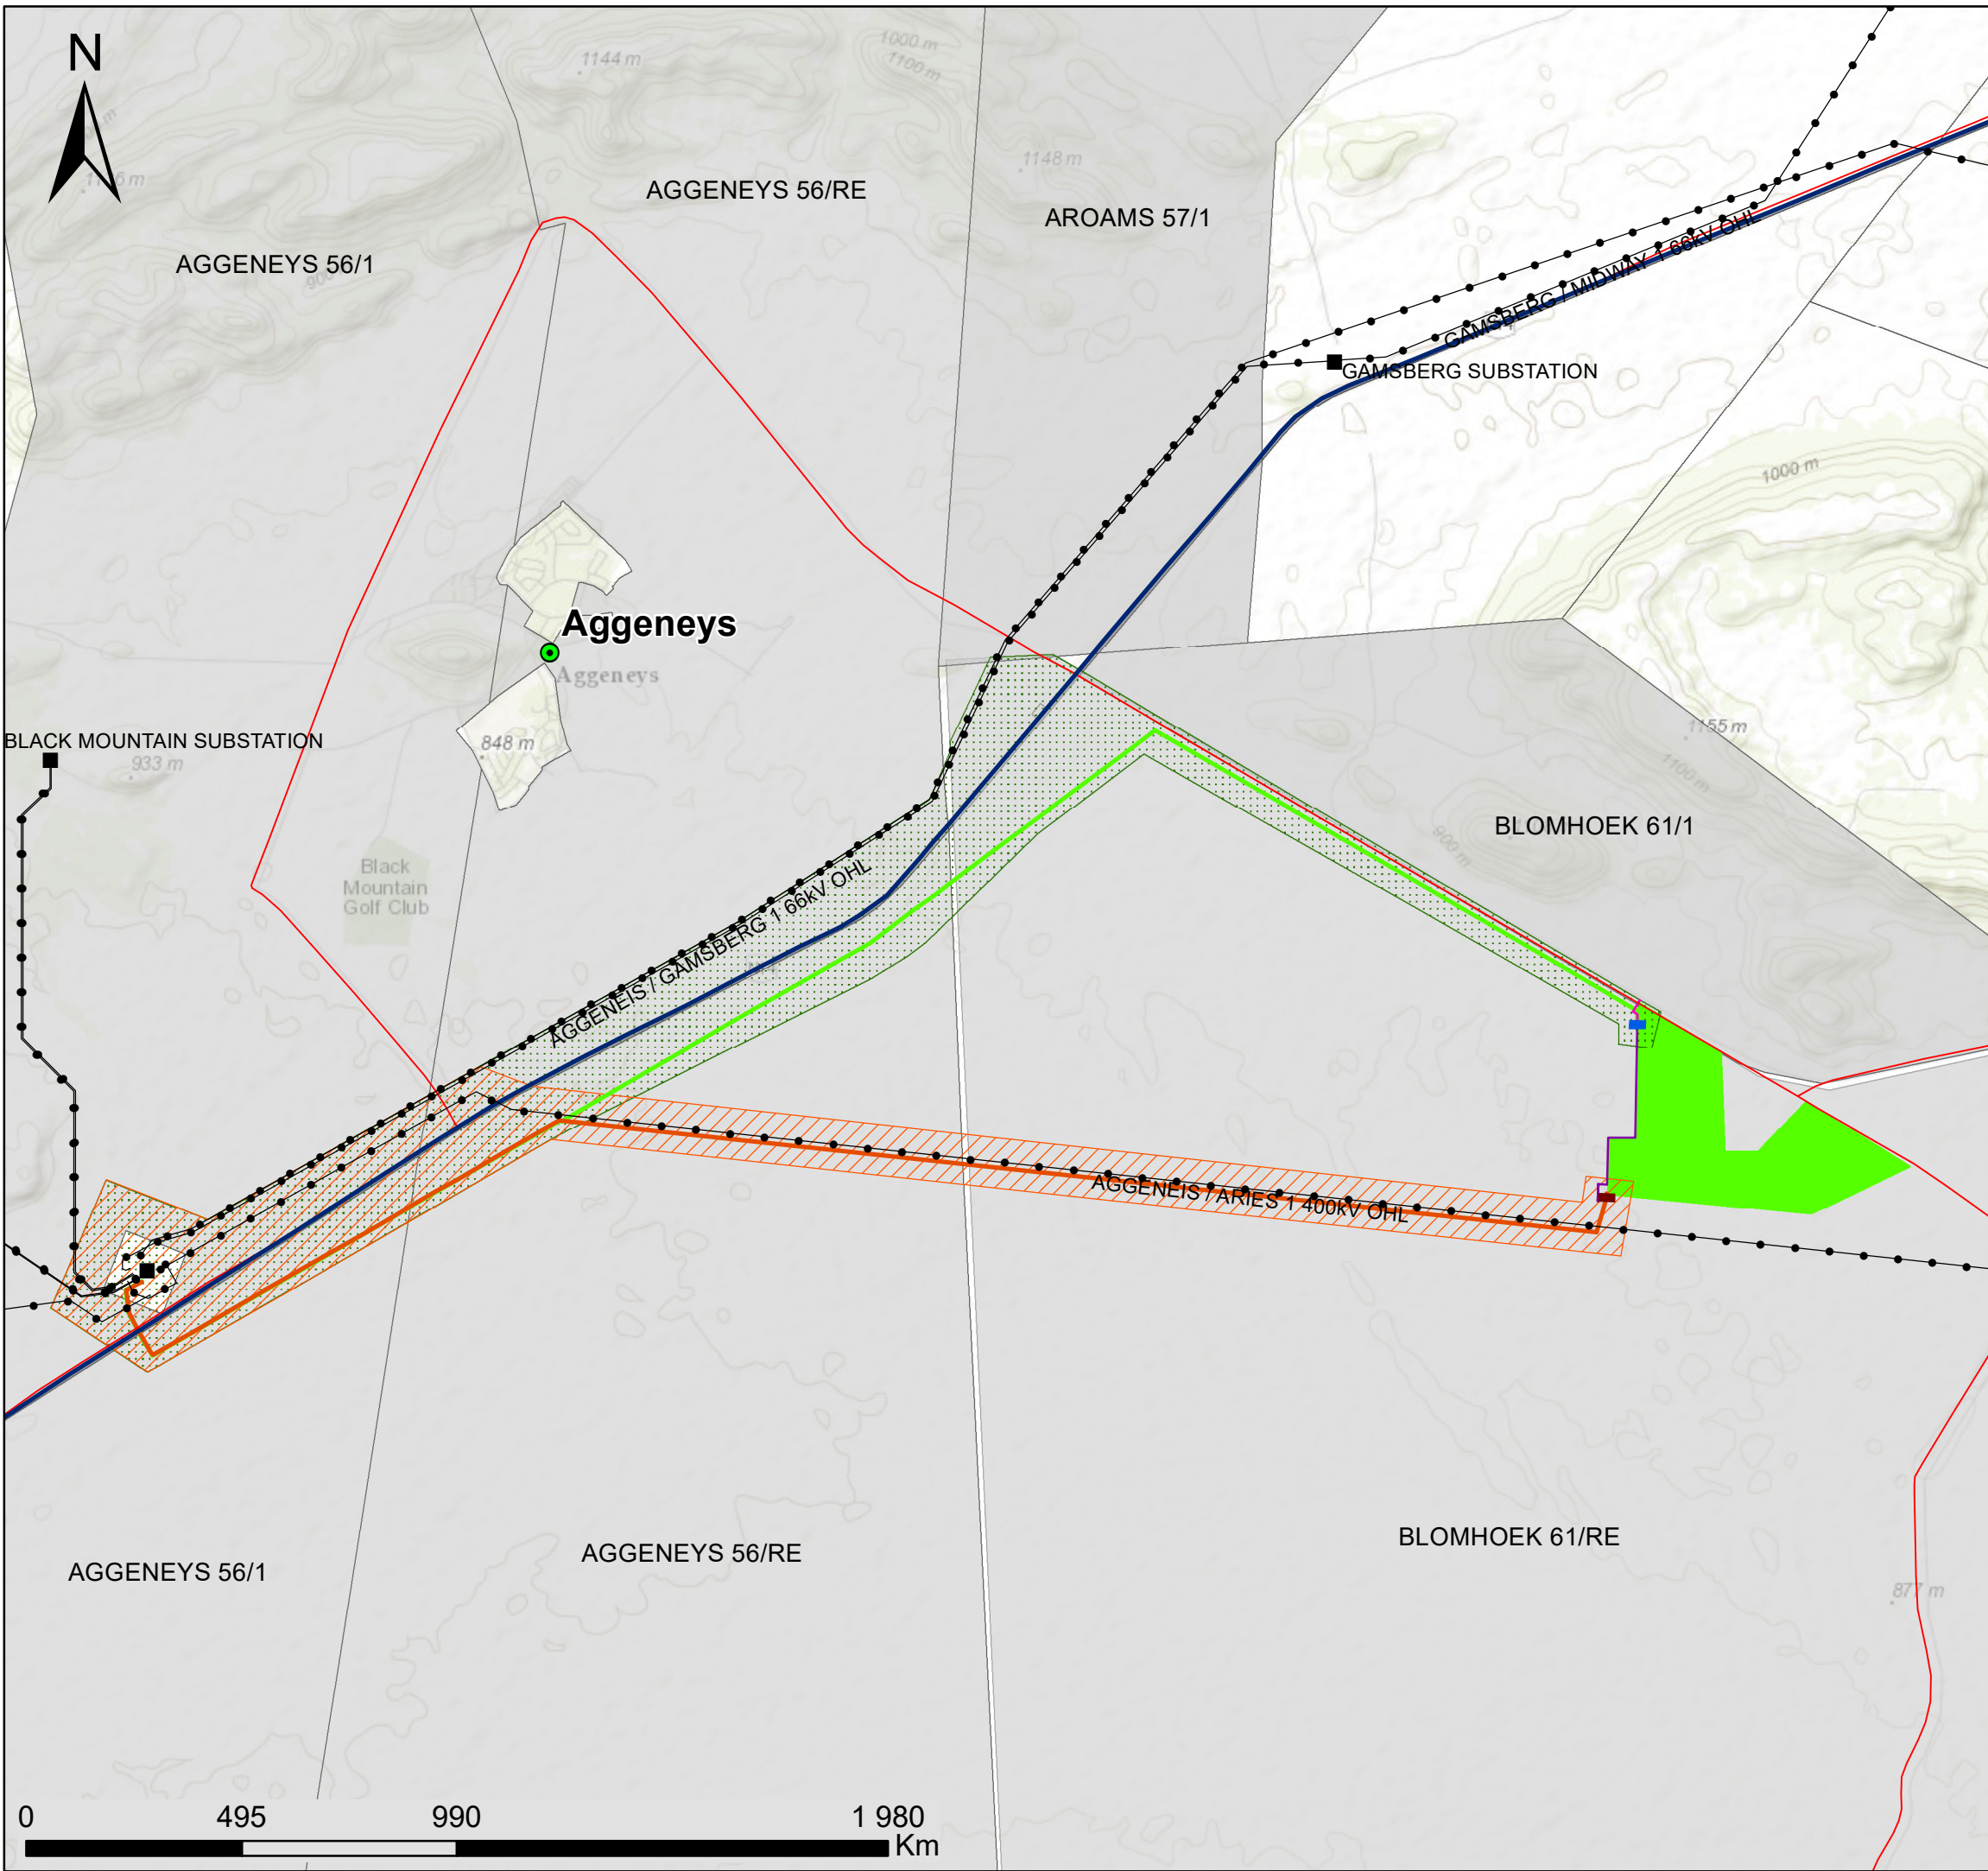 N
1144 m
1000 m
1100 m
1148 m
AGGENEYS 56/RE
AROAMS 57/1
AGGENEYS 56/1
GAMSBERG / MIDWAY 1 66kV OHL
GAMSBERG SUBSTATION
1000 m
Aggeneys
Aggeneys
BLACK MOUNTAIN SUBSTATION
933 m
848 m
1155 m
1100 m
BLOMHOEK 61/1
900 m
Black
Mountain
Golf Club
AGGENEIS / GAMSBERG 1 66kV OHL
AGGENEIS / ARIES 1 400kV OHL
BLOMHOEK 61/RE
AGGENEYS 56/RE
AGGENEYS 56/1
877 m
0 495 990 1 980
Km